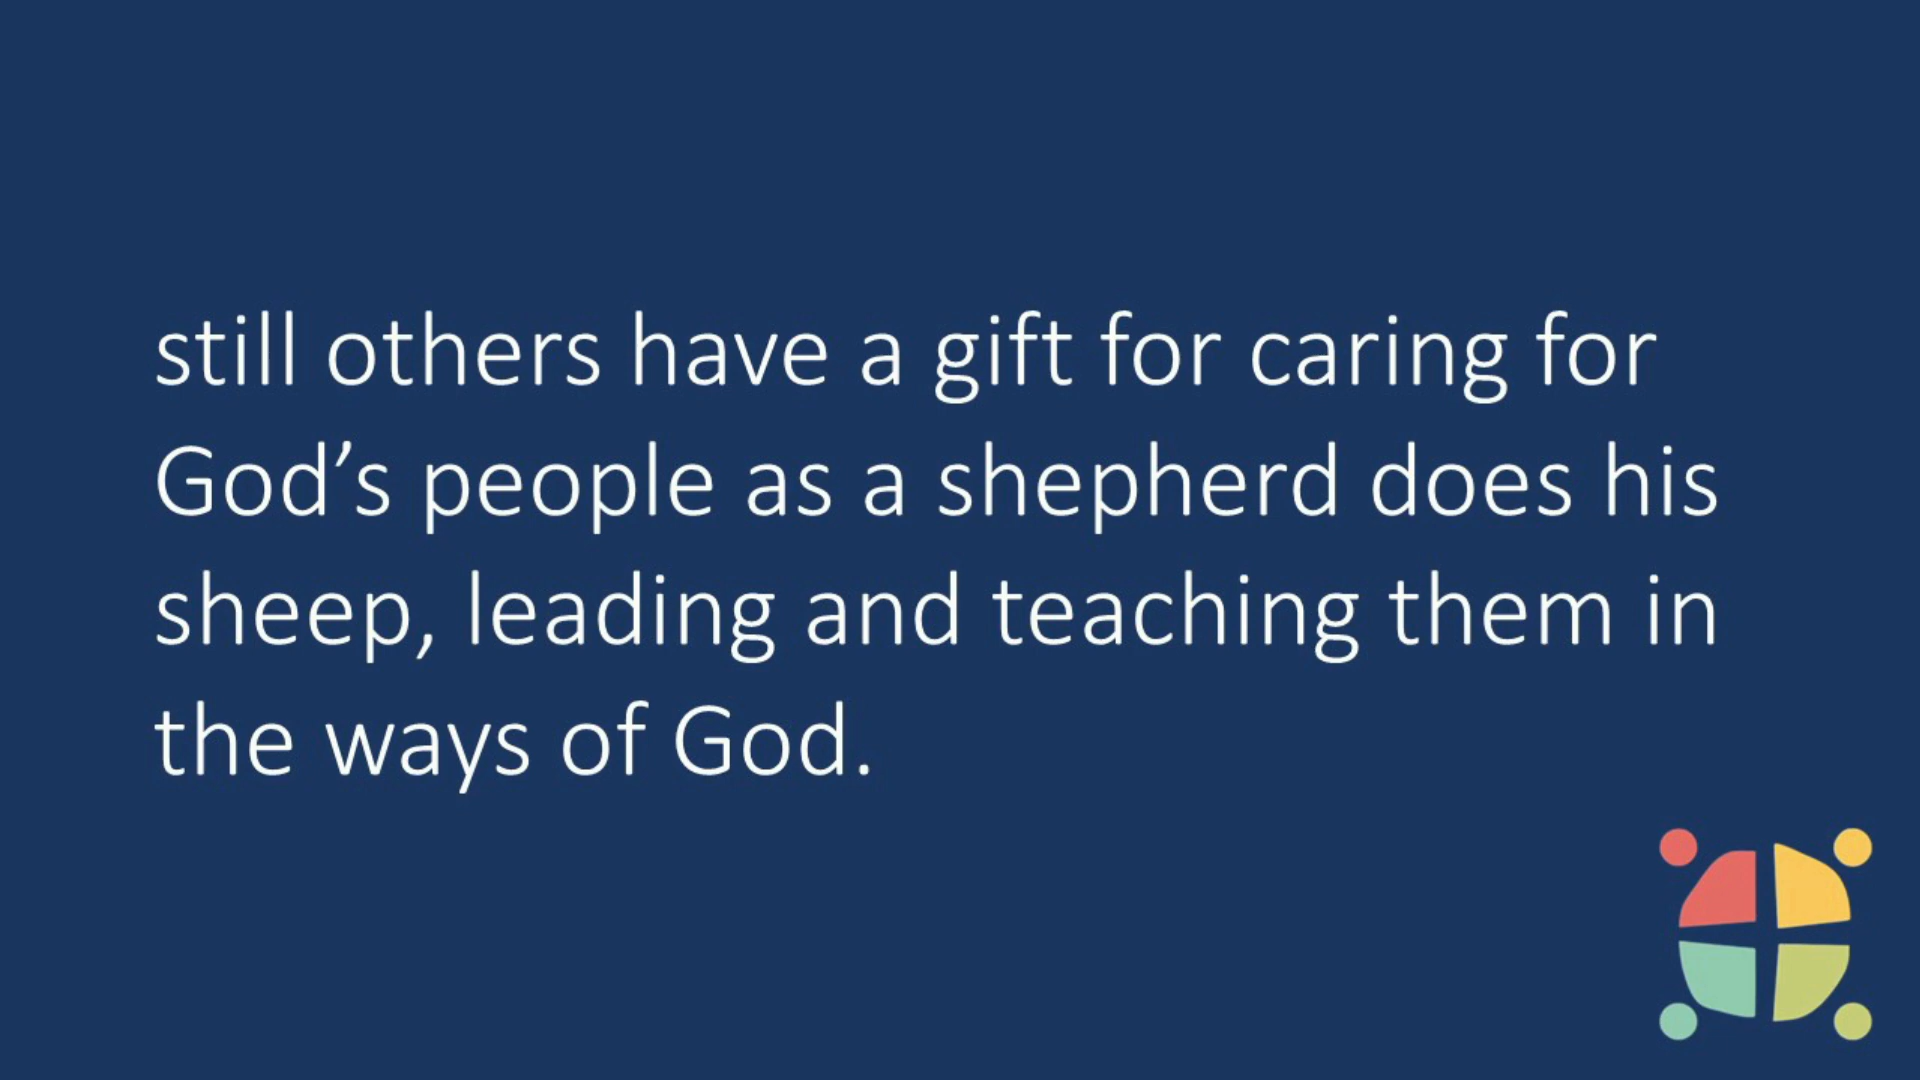 still others have a gift for caring for
God’s people as a shepherd does his
sheep, leading and teaching them in
the ways of God.